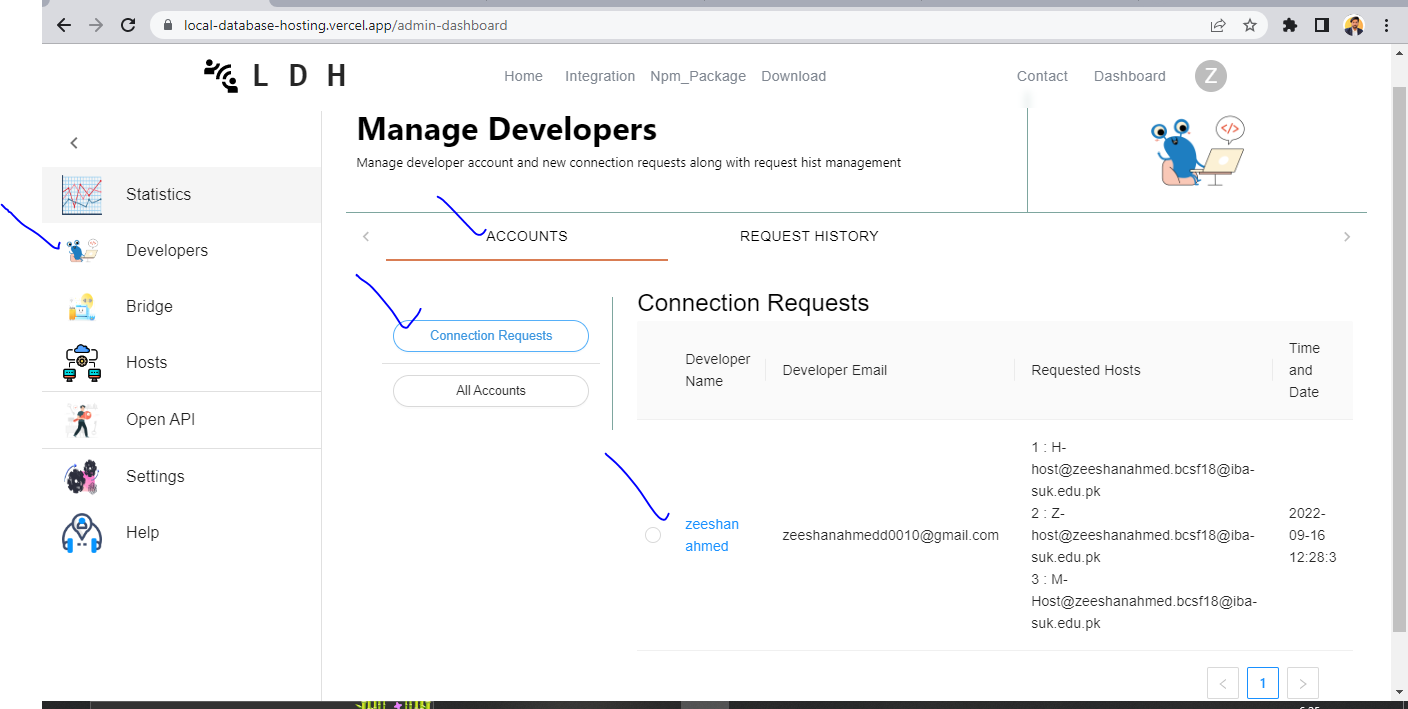 local-database-hosting.vercel.app/admin-dashboard
L D H
Home Integration Npm_Package Download Contact Dashboard Z
Manage Developers
Manage developer account and new connection requests along with request hist management
</>
Statistics
Developers
Bridge
Hosts
Open API
Settings
Help
ACCOUNTS REQUEST HISTORY
Connection Requests
All Accounts
Connection Requests
Developer
Name
Developer Email
Requested Hosts
Time
and
Date
zeeshan
ahmed
zeeshanahmedd0010@gmail.com
1 : H-
host@zeeshanahmed.bcsf18@iba-
suk.edu.pk
2 : Z-
host@zeeshanahmed.bcsf18@iba-
suk.edu.pk
3 : M-
Host@zeeshanahmed.bcsf18@iba-
suk.edu.pk
2022-
09-16
12:28:3
< 1 >